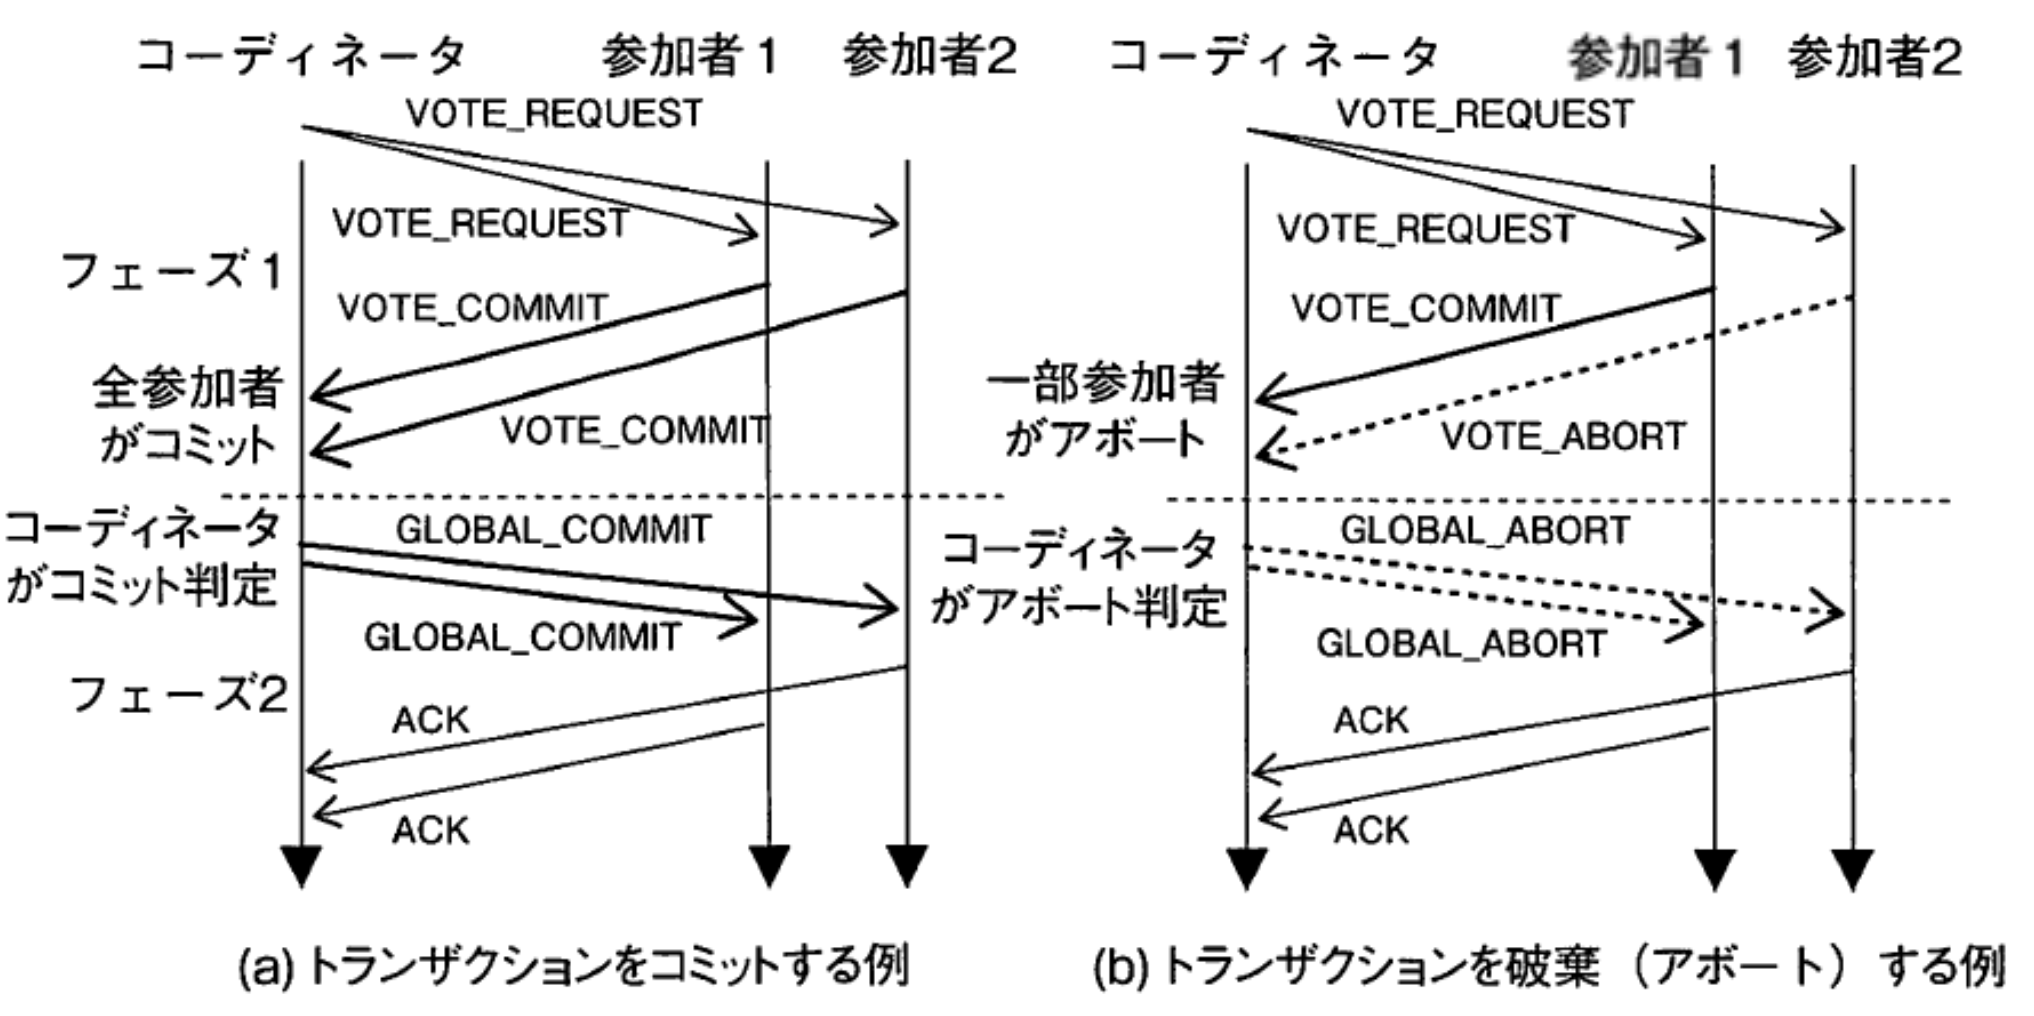 コーディネータ 参加者1 参加者2
VOTE_REQUEST
VOTE_REQUEST
フェーズ1
VOTE_COMMIT
全参加者
がコミット
VOTE_COMMIT
コーディネータ
がコミット判定
GLOBAL_COMMIT
GLOBAL_COMMIT
フェーズ2
ACK
ACK
(a) トランザクションをコミットする例
コーディネータ 参加者1 参加者2
VOTE_REQUEST
VOTE_REQUEST
VOTE_COMMIT
一部参加者
がアボート
VOTE_ABORT
GLOBAL_ABORT
コーディネータ
がアボート判定
GLOBAL_ABORT
ACK
ACK
(b) トランザクションを破棄（アボート）する例